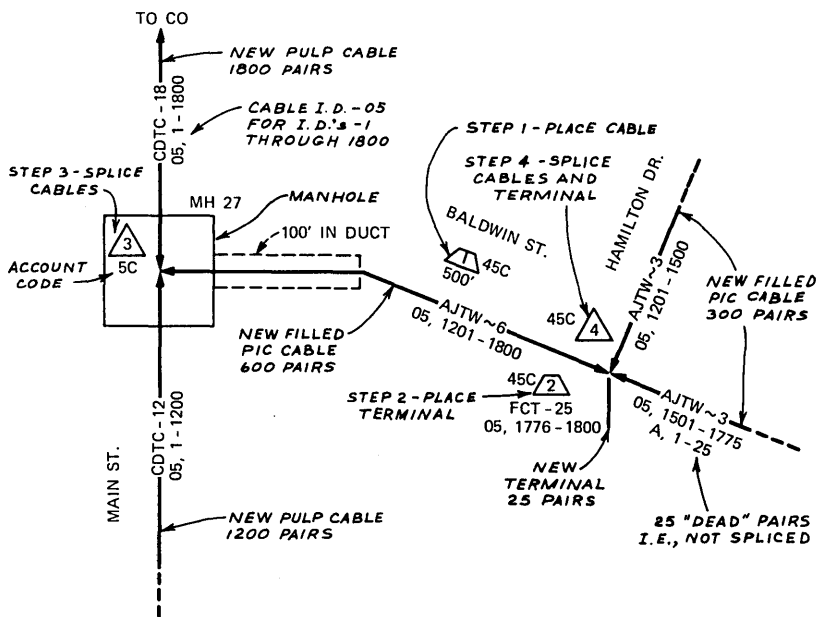 TO CO
NEW PULP CABLE
1800 PAIRS
CDTC-18
05, 1-1800
CABLE I.D.-05
FOR I.D.'s-1
THROUGH 1800
STEP 3-SPLICE
CABLES
MH 27
MANHOLE
3
5C
ACCOUNT
CODE
100' IN DUCT
STEP 1-PLACE CABLE
STEP 4-SPLICE
CABLES AND
TERMINAL
BALDWIN ST.
HAMILTON DR.
1
45C
500'
45C
4
AJTW~3
05, 1201-1500
NEW FILLED
PIC CABLE
300 PAIRS
NEW FILLED
PIC CABLE
600 PAIRS
AJTW~6
05, 1201-1800
STEP 2-PLACE
TERMINAL
45C
2
FCT-25
05, 1776-1800
AJTW~3
05, 1501-1775
A, 1-25
NEW
TERMINAL
25 PAIRS
25 "DEAD" PAIRS
I.E., NOT SPLICED
MAIN ST.
CDTC-12
05, 1-1200
NEW PULP CABLE
1200 PAIRS